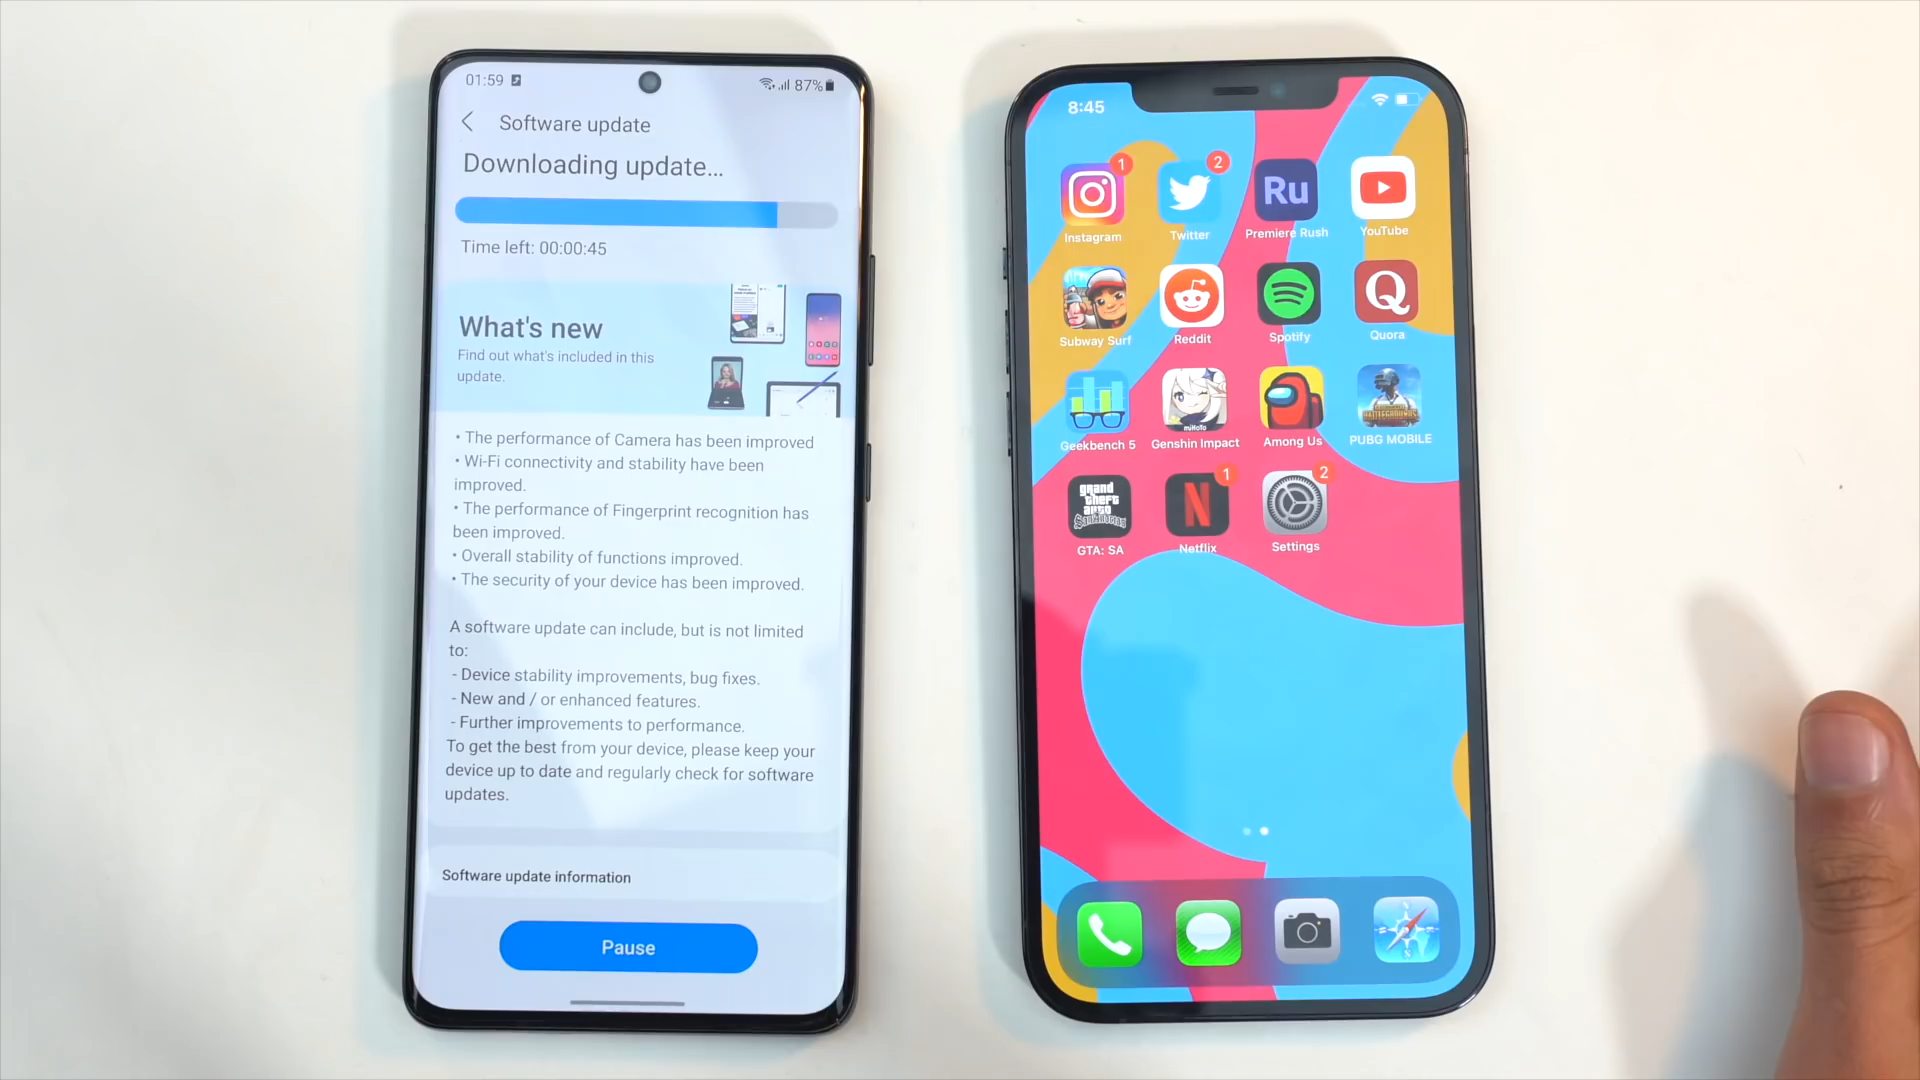 01:59
87%
Software update
Downloading update...
Time left: 00:00:45
What's new
Find out what's included in this
update.
• The performance of Camera has been improved
• Wi-Fi connectivity and stability have been
improved.
• The performance of Fingerprint recognition has
been improved.
• Overall stability of functions improved.
• The security of your device has been improved.
A software update can include, but is not limited
to:
- Device stability improvements, bug fixes.
- New and / or enhanced features.
- Further improvements to performance.
To get the best from your device, please keep your
device up to date and regularly check for software
updates.
Software update information
Pause
8:45
1
2
Ru
Instagram
Twitter
Premiere Rush
YouTube
Q
Subway Surf
Reddit
Spotify
Quora
miHoYo
BATTLEGROUNDS
Geekbench 5
Genshin Impact
Among Us
PUBG MOBILE
1
2
grand
theft
auto
SanAndreas
N
GTA: SA
Netflix
Settings